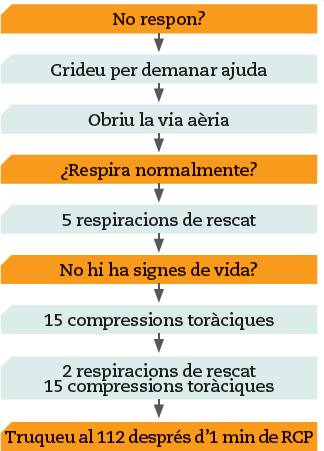 No respon?
Crideu per demanar ajuda
Obriu la via aèria
¿Respira normalmente?
5 respiracions de rescat
No hi ha signes de vida?
15 compressions toràciques
2 respiracions de rescat
15 compressions toràciques
Truqueu al 112 després d'1 min de RCP